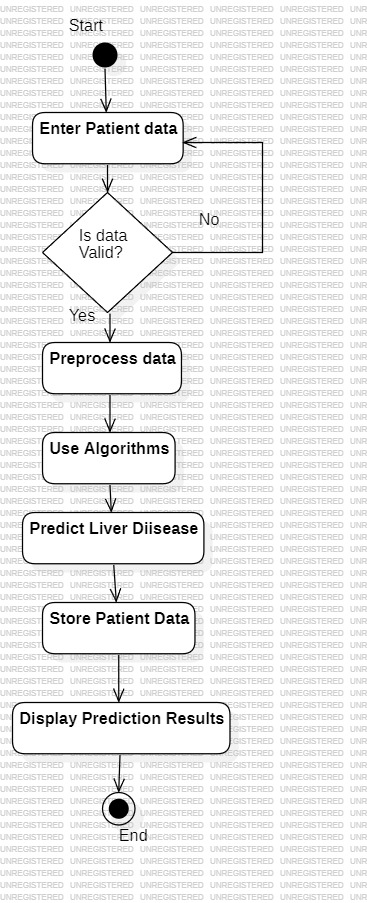 Start
Enter Patient data
Is data
Valid?
No
Yes
Preprocess data
Use Algorithms
Predict Liver Diisease
Store Patient Data
Display Prediction Results
End
UNREGISTERED